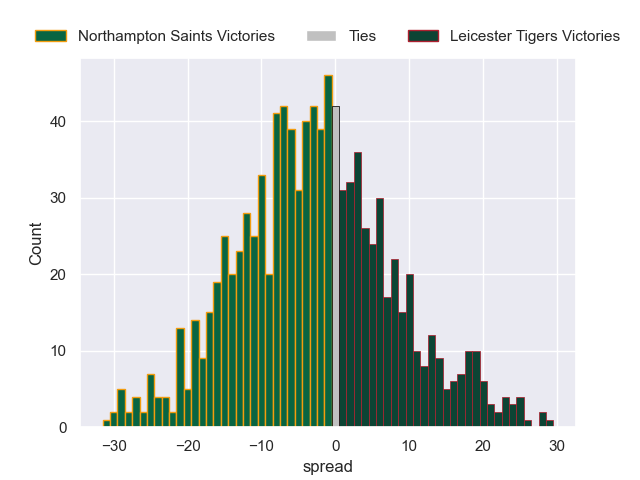 Northampton Saints Victories Ties Leicester Tigers Victories
40
30
20
10
0
Count
−30 −20 −10 0 10 20 30
spread